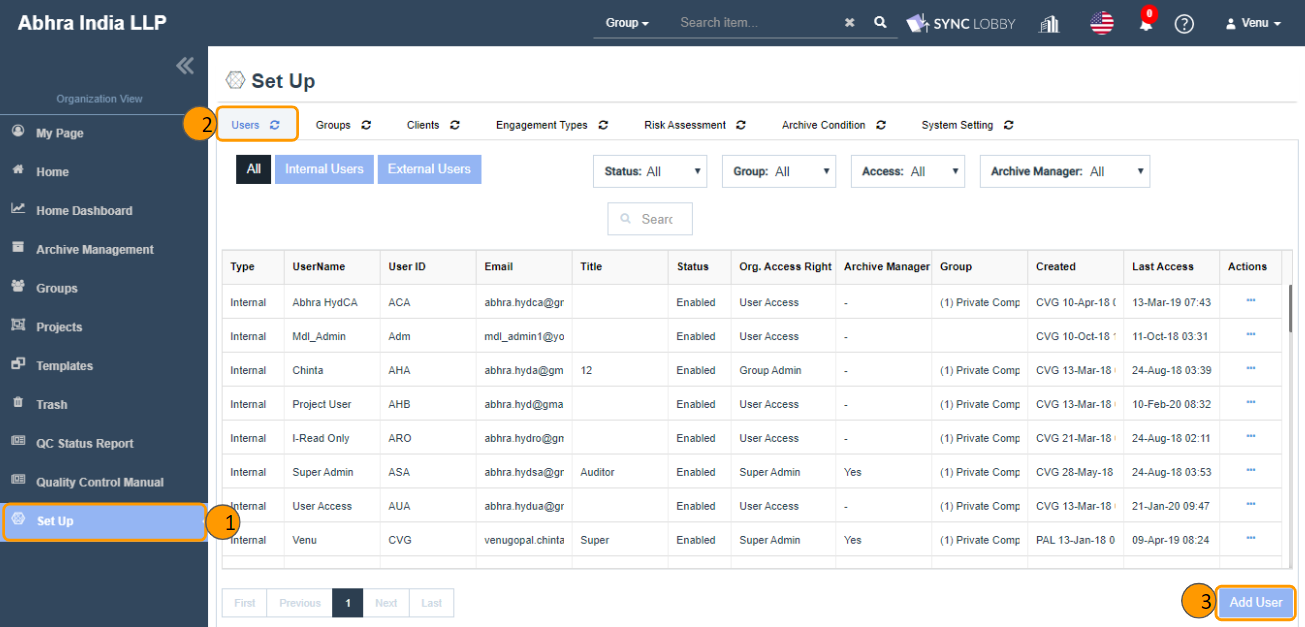 Abhra India LLP
Group
Search item...
SYNC LOBBY
0
Venu
Organization View
My Page
Home
Home Dashboard
Archive Management
Groups
Projects
Templates
Trash
QC Status Report
Quality Control Manual
Set Up
1
Set Up
2
Users Groups Clients Engagement Types Risk Assessment Archive Condition System Setting
All Internal Users External Users Status: All Group: All Access: All Archive Manager: All
Searc
Type UserName User ID Email Title Status Org. Access Right Archive Manager Group Created Last Access Actions
Internal Abhra HydCA ACA abhra.hydca@gr Enabled User Access - (1) Private Comp CVG 10-Apr-18 0 13-Mar-19 07:43 ...
Internal Mdl_Admin Adm mdl_admin1@yo Enabled User Access - CVG 10-Oct-18 11-Oct-18 03:31 ...
Internal Chinta AHA abhra.hyda@gm 12 Enabled Group Admin - (1) Private Comp CVG 13-Mar-18 24-Aug-18 03:39 ...
Internal Project User AHB abhra.hyd@gma Enabled User Access - (1) Private Comp CVG 13-Mar-18 10-Feb-20 08:32 ...
Internal I-Read Only ARO abhra.hydro@gn Enabled User Access - (1) Private Comp CVG 21-Mar-18 24-Aug-18 02:11 ...
Internal Super Admin ASA abhra.hydsa@gr Auditor Enabled Super Admin Yes (1) Private Comp CVG 28-May-18 24-Aug-18 03:53 ...
Internal User Access AUA abhra.hydua@gr Enabled User Access - (1) Private Comp CVG 13-Mar-18 21-Jan-20 09:47 ...
Internal Venu CVG venugopal.chinta Super Enabled Super Admin Yes (1) Private Comp PAL 13-Jan-18 0 09-Apr-19 08:24 ...
First Previous 1 Next Last
3
Add User